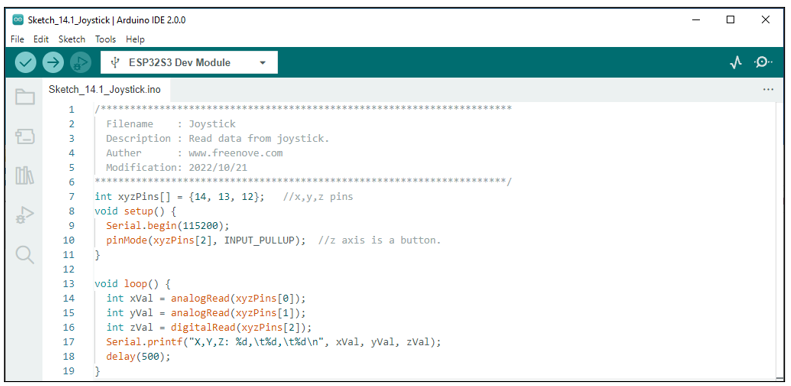 Sketch_14.1_Joystick | Arduino IDE 2.0.0
File Edit Sketch Tools Help
ESP32S3 Dev Module
Sketch_14.1_Joystick.ino
1 /**********************************************************************
2 Filename    : Joystick
3 Description : Read data from joystick.
4 Auther      : www.freenove.com
5 Modification: 2022/10/21
6 **********************************************************************/
7 int xyzPins[] = {14, 13, 12};   //x,y,z pins
8 void setup() {
9 Serial.begin(115200);
10 pinMode(xyzPins[2], INPUT_PULLUP);  //z axis is a button.
11 }
12
13 void loop() {
14 int xVal = analogRead(xyzPins[0]);
15 int yVal = analogRead(xyzPins[1]);
16 int zVal = digitalRead(xyzPins[2]);
17 Serial.printf("X,Y,Z: %d,\t%d,\t%d\n", xVal, yVal, zVal);
18 delay(500);
19 }